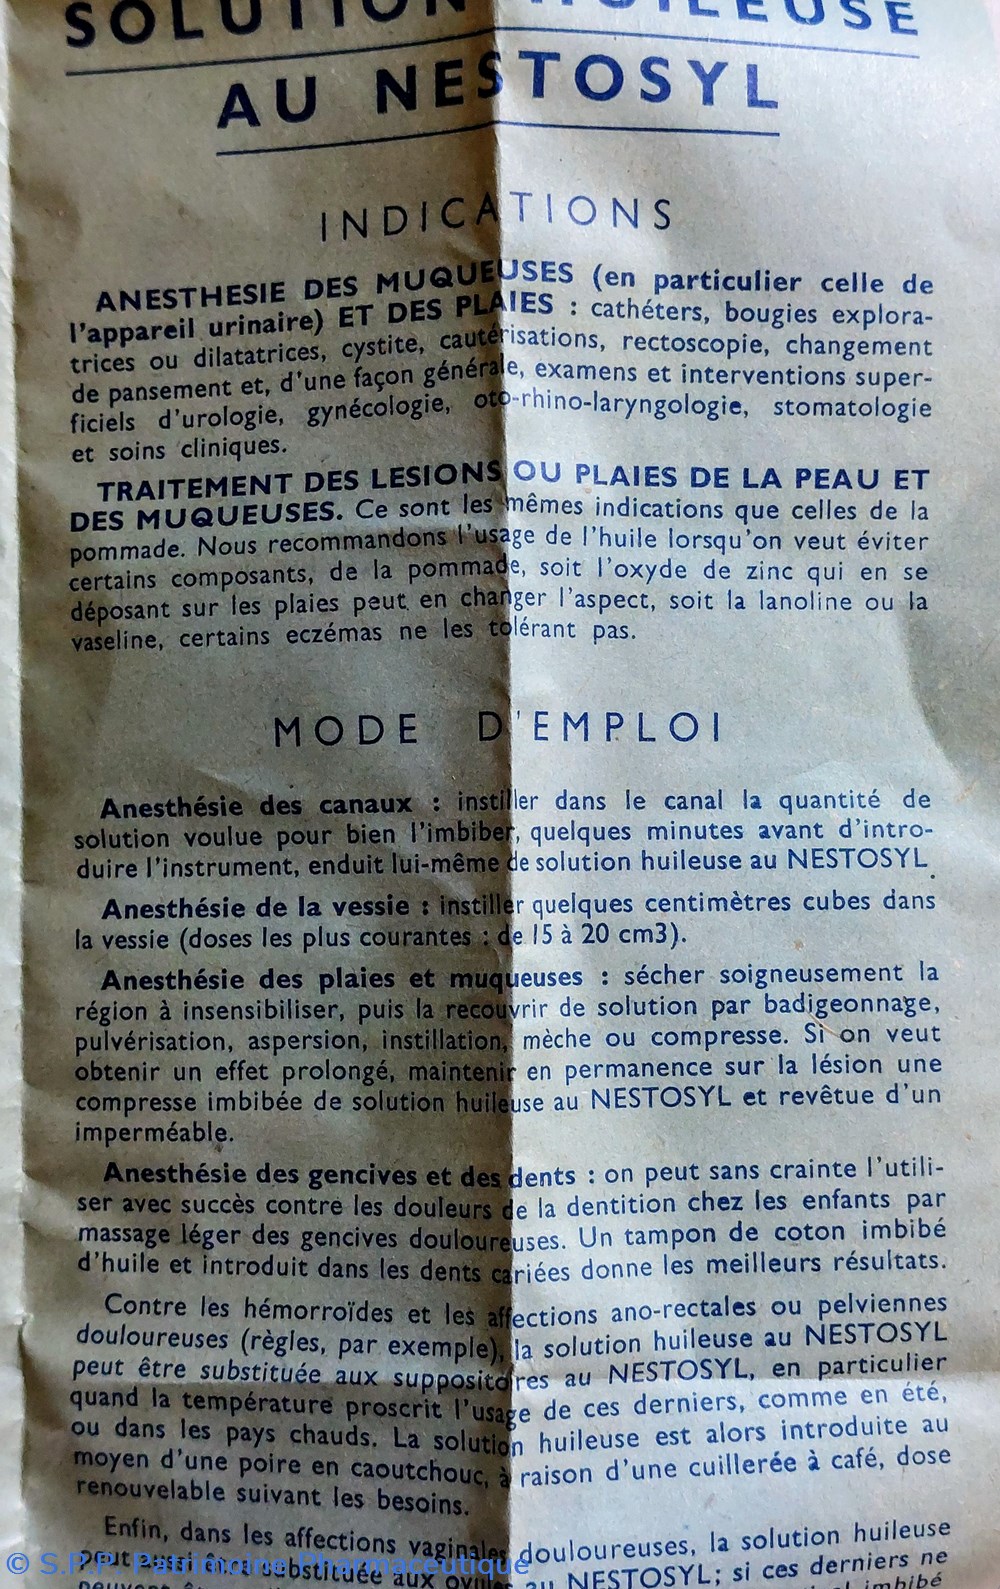 SOLUTION HUILEUSE
AU NESTOSYL
INDICATIONS
ANESTHESIE DES MUQUEUSES (en particulier celle de
l'appareil urinaire) ET DES PLAIES : cathéters, bougies explora-
trices ou dilatatrices, cystite, cautérisations, rectoscopie, changement
de pansement et, d'une façon générale, examens et interventions super-
ficiels d'urologie, gynécologie, oto-rhino-laryngologie, stomatologie
et soins cliniques.
TRAITEMENT DES LESIONS OU PLAIES DE LA PEAU ET
DES MUQUEUSES. Ce sont les mêmes indications que celles de la
pommade. Nous recommandons l'usage de l'huile lorsqu'on veut éviter
certains composants, de la pommade, soit l'oxyde de zinc qui en se
déposant sur les plaies peut en changer l'aspect, soit la lanoline ou la
vaseline, certains eczémas ne les tolérant pas.
MODE D'EMPLOI
Anesthésie des canaux : instiller dans le canal la quantité de
solution voulue pour bien l'imbiber, quelques minutes avant d'intro-
duire l'instrument, enduit lui-même de solution huileuse au NESTOSYL.
Anesthésie de la vessie : instiller quelques centimètres cubes dans
la vessie (doses les plus courantes : de 15 à 20 cm3).
Anesthésie des plaies et muqueuses : sécher soigneusement la
région à insensibiliser, puis la recouvrir de solution par badigeonnage,
pulvérisation, aspersion, instillation, mèche ou compresse. Si on veut
obtenir un effet prolongé, maintenir en permanence sur la lésion une
compresse imbibée de solution huileuse au NESTOSYL et revêtue d'un
imperméable.
Anesthésie des gencives et des dents : on peut sans crainte l'utili-
ser avec succès contre les douleurs de la dentition chez les enfants par
massage léger des gencives douloureuses. Un tampon de coton imbibé
d'huile et introduit dans les dents cariées donne les meilleurs résultats.
Contre les hémorroïdes et les affections ano-rectales ou pelviennes
douloureuses (règles, par exemple), la solution huileuse au NESTOSYL
peut être substituée aux suppositoires au NESTOSYL, en particulier
quand la température proscrit l'usage de ces derniers, comme en été,
ou dans les pays chauds. La solution huileuse est alors introduite au
moyen d'une poire en caoutchouc, à raison d'une cuillerée à café, dose
renouvelable suivant les besoins.
Enfin, dans les affections vaginales douloureuses, la solution huileuse
peut aussi être substituée aux ovules au NESTOSYL; si ces derniers ne
peuvent imbibé
© S.P.P. Patrimoine Pharmaceutique